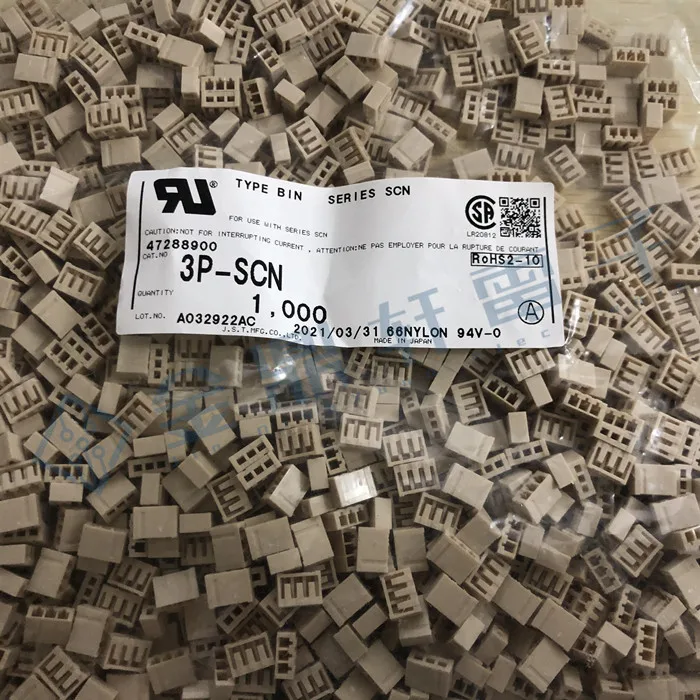 TYPE BIN SERIES SCN
FOR USE WITH SERIES SCN
CAUTION:NOT FOR INTERRUPTING CURRENT , ATTENTION:NE PAS EMPLOYER POUR LA RUPTURE DE COURANT
LR20812
47288900
RoHS2-10
CAT.NO 3P-SCN
QUANTITY 1,000
A
LOT.NO. A032922AC 2021/03/31 66NYLON 94V-0
J.S.T.MFG.CO.,LTD. MADE IN JAPAN